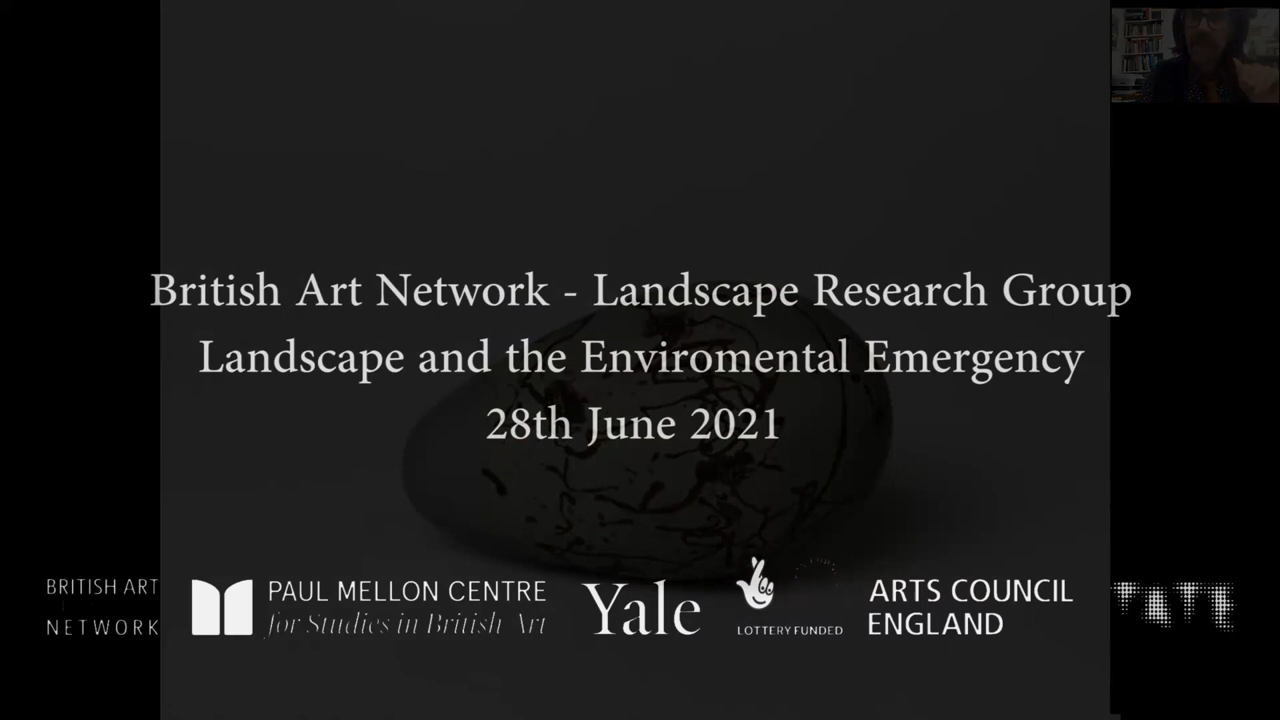 British Art Network - Landscape Research Group
Landscape and the Enviromental Emergency
28th June 2021
BRITISH ART
NETWORK
PAUL MELLON CENTRE
for Studies in British Art
Yale
LOTTERY FUNDED
ARTS COUNCIL
ENGLAND
TATE